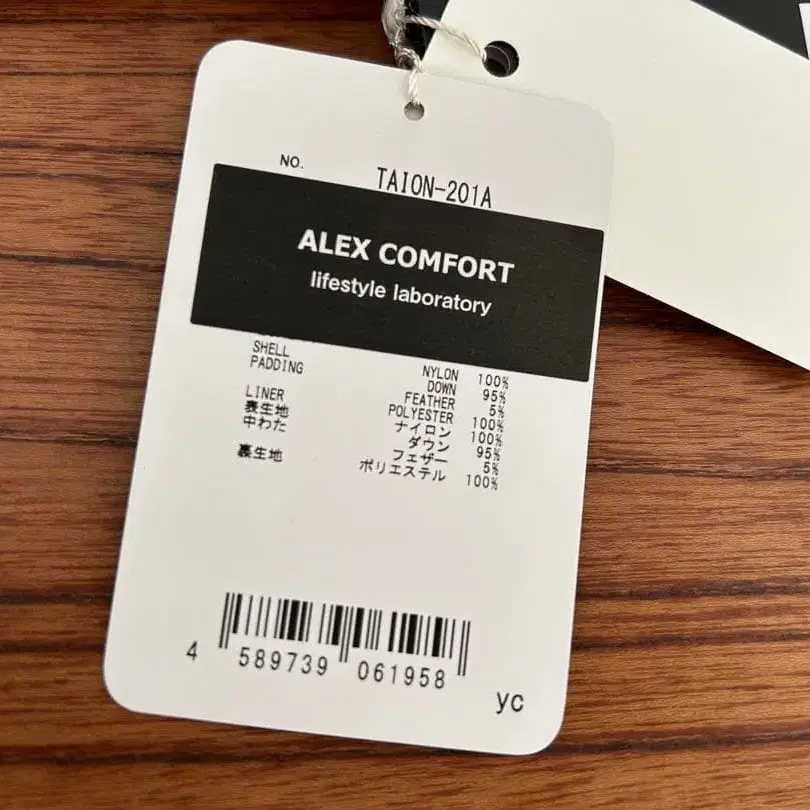 NO. TAION-201A
ALEX COMFORT
lifestyle laboratory
SHELL NYLON 100%
PADDING DOWN 95%
FEATHER 5%
LINER POLYESTER 100%
表生地 ナイロン 100%
中わた ダウン 95%
フェザー 5%
裏生地 ポリエステル 100%
4 589739 061958
yc